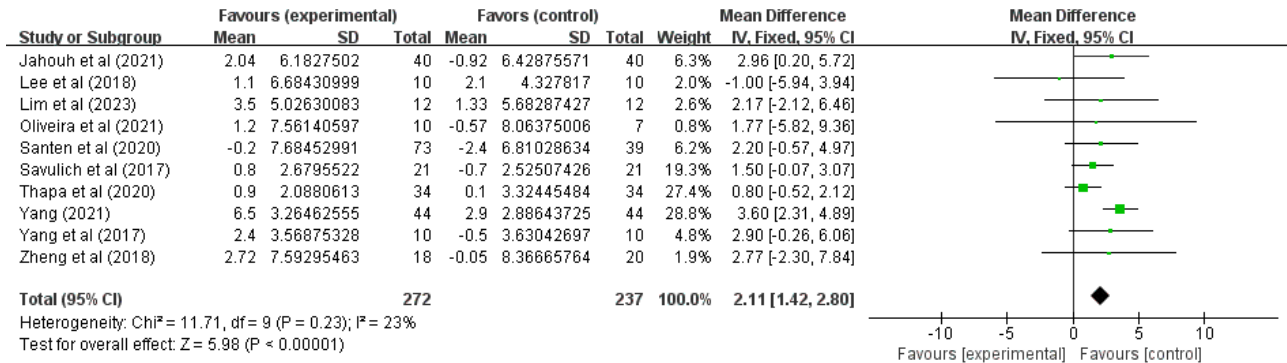 Favours (experimental) Favors (control) Mean Difference Mean Difference
Study or Subgroup Mean SD Total Mean SD Total Weight IV, Fixed, 95% CI IV, Fixed, 95% CI
Jahouh et al (2021) 2.04 6.1827502 40 -0.92 6.42875571 40 6.3% 2.96 [0.20, 5.72]
Lee et al (2018) 1.1 6.68430999 10 2.1 4.327817 10 2.0% -1.00 [-5.94, 3.94]
Lim et al (2023) 3.5 5.02630083 12 1.33 5.68287427 12 2.6% 2.17 [-2.12, 6.46]
Oliveira et al (2021) 1.2 7.56140597 10 -0.57 8.06375006 7 0.8% 1.77 [-5.82, 9.36]
Santen et al (2020) -0.2 7.68452991 73 -2.4 6.81028634 39 6.2% 2.20 [-0.57, 4.97]
Savulich et al (2017) 0.8 2.6795522 21 -0.7 2.52507426 21 19.3% 1.50 [-0.07, 3.07]
Thapa et al (2020) 0.9 2.0880613 34 0.1 3.32445484 34 27.4% 0.80 [-0.52, 2.12]
Yang (2021) 6.5 3.26462555 44 2.9 2.88643725 44 28.8% 3.60 [2.31, 4.89]
Yang et al (2017) 2.4 3.56875328 10 -0.5 3.63042697 10 4.8% 2.90 [-0.26, 6.06]
Zheng et al (2018) 2.72 7.59295463 18 -0.05 8.36665764 20 1.9% 2.77 [-2.30, 7.84]
Total (95% CI) 272 237 100.0% 2.11 [1.42, 2.80]
Heterogeneity: Chi² = 11.71, df = 9 (P = 0.23); I² = 23%
Test for overall effect: Z = 5.98 (P < 0.00001)
-10 -5 0 5 10
Favours [experimental] Favours [control]